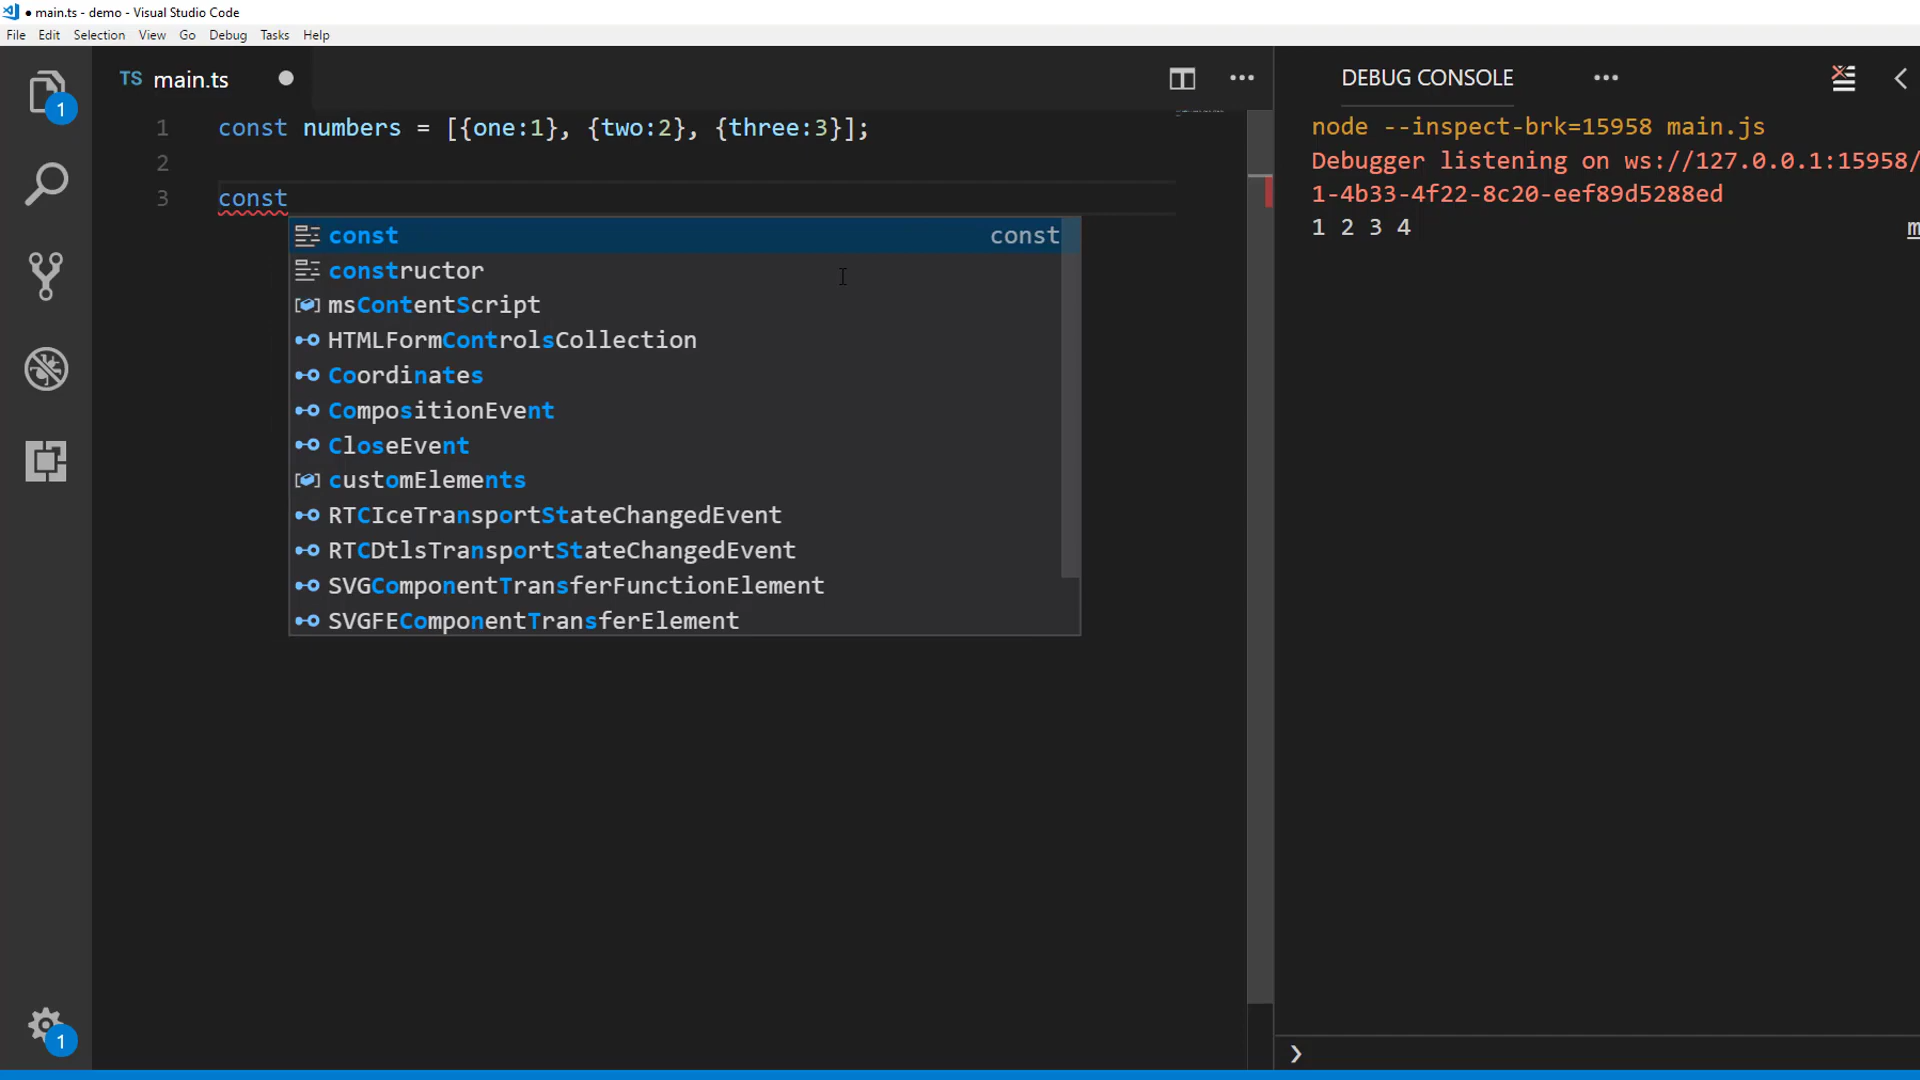 ● main.ts - demo - Visual Studio Code
File Edit Selection View Go Debug Tasks Help
TS main.ts
DEBUG CONSOLE
1 const numbers = [{one:1}, {two:2}, {three:3}];
2
3 const
const const
constructor
msContentScript
HTMLFormControlsCollection
Coordinates
CompositionEvent
CloseEvent
customElements
RTCIceTransportStateChangedEvent
RTCDtlsTransportStateChangedEvent
SVGComponentTransferFunctionElement
SVGFEComponentTransferElement
node --inspect-brk=15958 main.js
Debugger listening on ws://127.0.0.1:15958/
1-4b33-4f22-8c20-eef89d5288ed
1 2 3 4 m
1
1